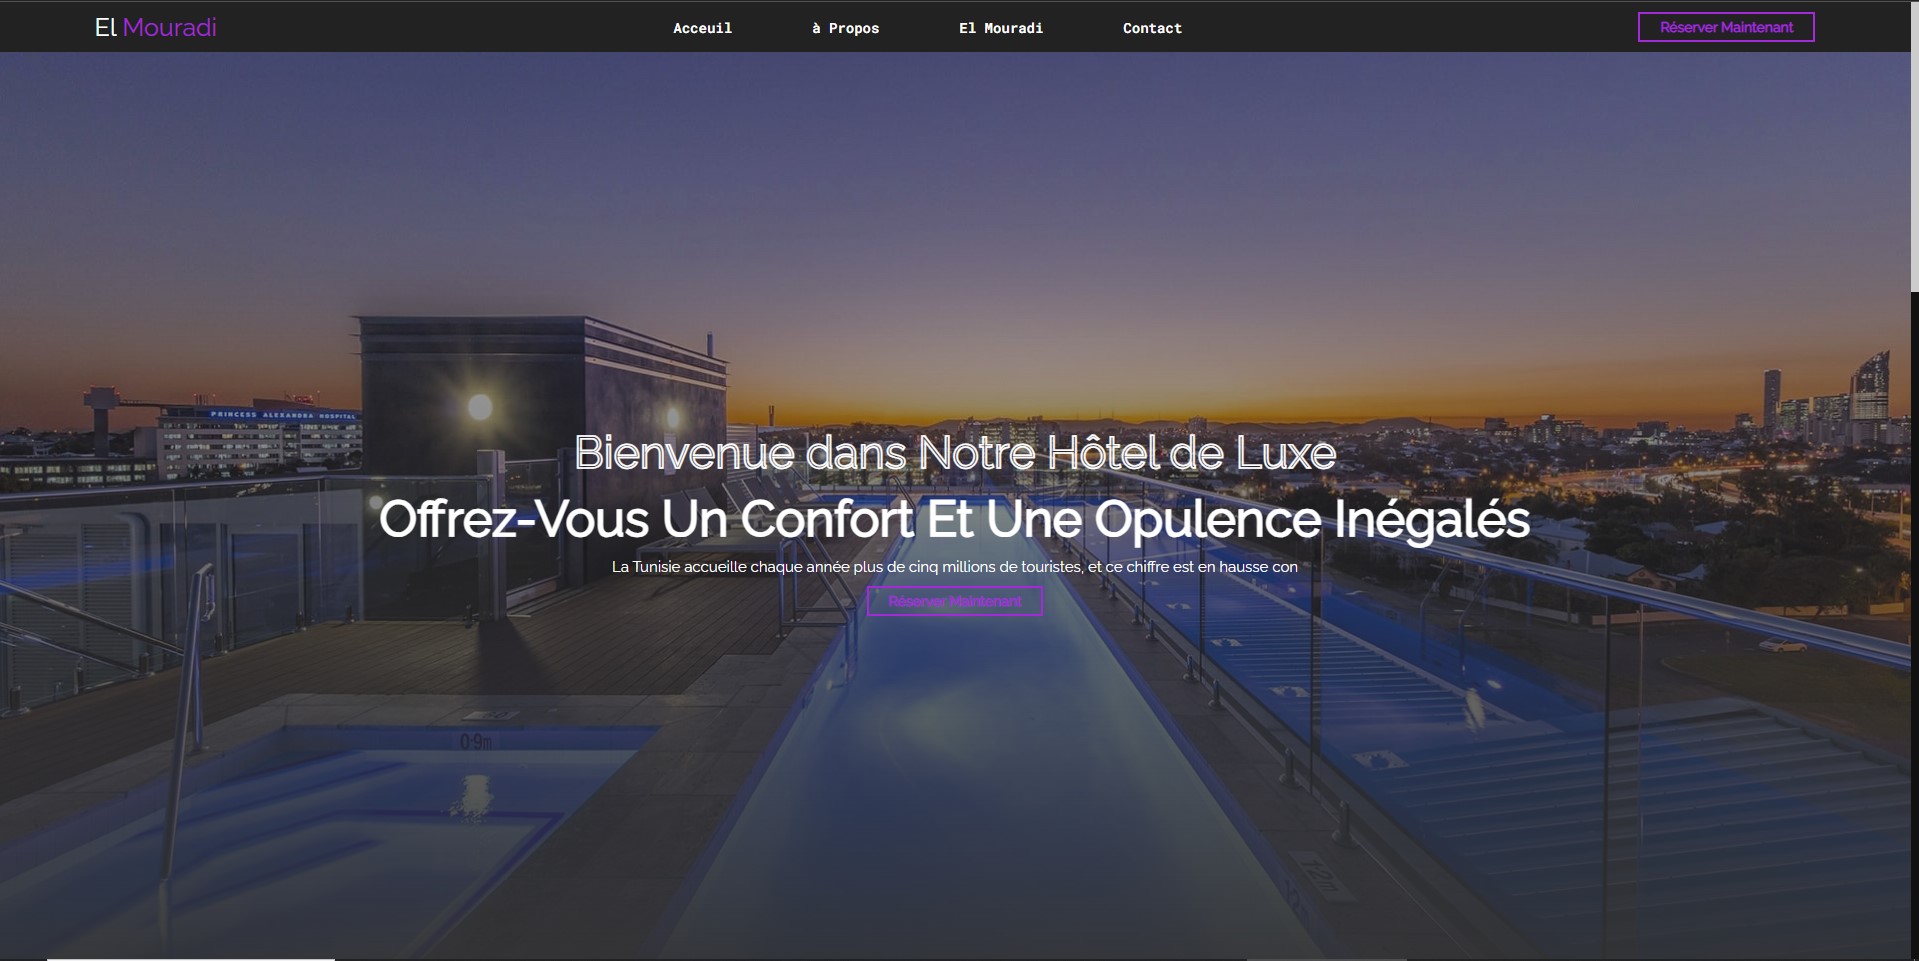 El Mouradi
Acceuil
à Propos
El Mouradi
Contact
Réserver Maintenant
PRINCESS ALEXANDRA HOSPITAL
Bienvenue dans Notre Hôtel de Luxe
Offrez-Vous Un Confort Et Une Opulence Inégalés
La Tunisie accueille chaque année plus de cinq millions de touristes, et ce chiffre est en hausse con
Réserver Maintenant
0·9m
1·2m